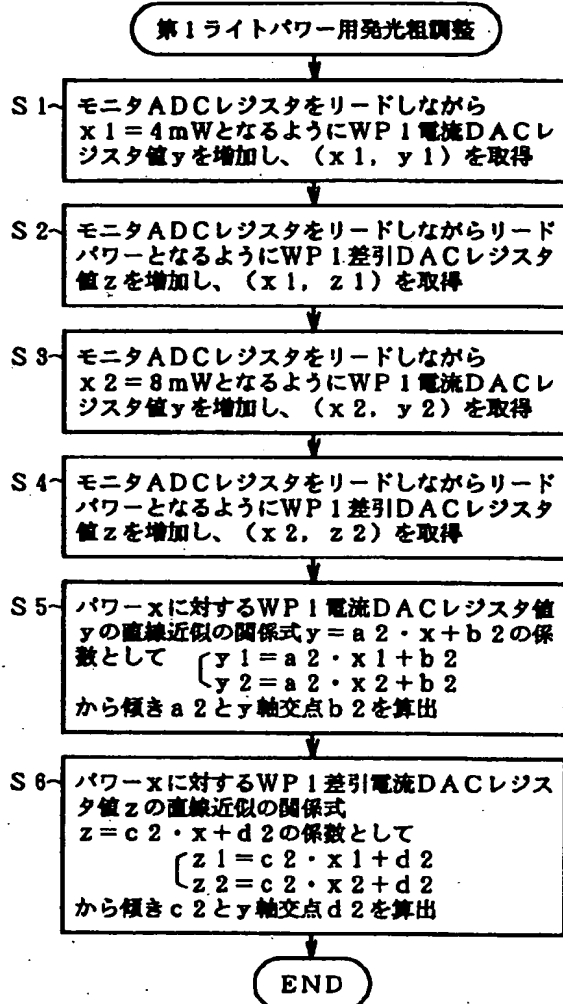 第1ライトパワー用発光粗調整
S1 モニタADCレジスタをリードしながら
x1=4mWとなるようにWP1電流DACレ
ジスタ値yを増加し、(x1, y1)を取得
S2 モニタADCレジスタをリードしながらリード
パワーとなるようにWP1差引DACレジスタ
値zを増加し、(x1, z1)を取得
S3 モニタADCレジスタをリードしながら
x2=8mWとなるようにWP1電流DACレ
ジスタ値yを増加し、(x2, y2)を取得
S4 モニタADCレジスタをリードしながらリード
パワーとなるようにWP1差引DACレジスタ
値zを増加し、(x2, z2)を取得
S5 パワーxに対するWP1電流DACレジスタ値
yの直線近似の関係式y=a2・x+b2の係
数として y1=a2・x1+b2
y2=a2・x2+b2
から傾きa2とy軸交点b2を算出
S6 パワーxに対するWP1差引電流DACレジス
タ値zの直線近似の関係式
z=c2・x+d2の係数として
z1=c2・x1+d2
z2=c2・x2+d2
から傾きc2とy軸交点d2を算出
END